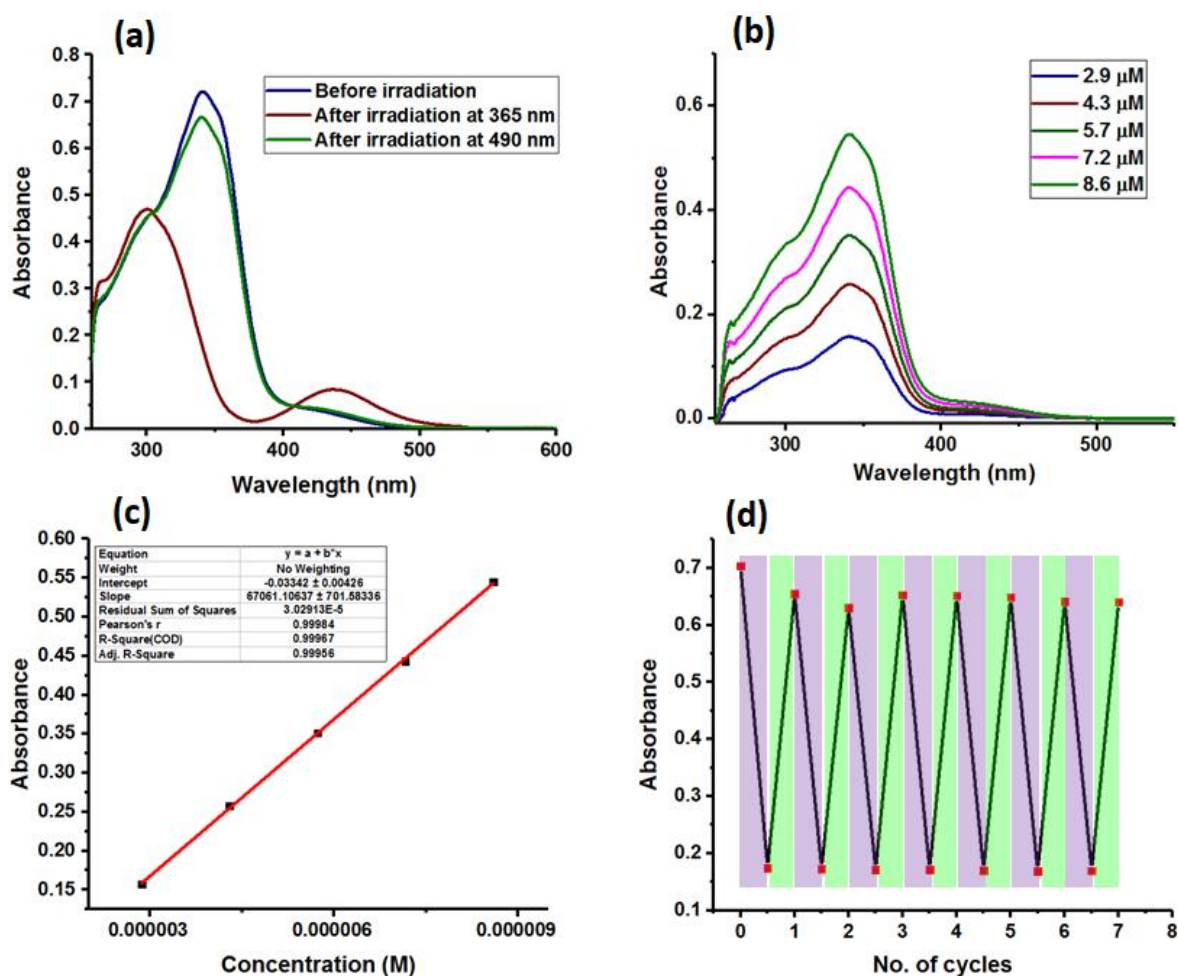 (a)
0.8
0.7
0.6
0.5
0.4
0.3
0.2
0.1
0.0
Absorbance
Before irradiation
After irradiation at 365 nm
After irradiation at 490 nm
300 400 500 600
Wavelength (nm)
(b)
0.6
0.4
0.2
0.0
Absorbance
2.9 μM
4.3 μM
5.7 μM
7.2 μM
8.6 μM
300 400 500
Wavelength (nm)
(c)
0.60
0.55
0.50
0.45
0.40
0.35
0.30
0.25
0.20
0.15
Absorbance
Equation y = a + b*x
Weight No Weighting
Intercept -0.03342 ± 0.00426
Slope 67061.10637 ± 701.58336
Residual Sum of Squares 3.02913E-5
Pearson's r 0.99984
R-Square(COD) 0.99967
Adj. R-Square 0.99956
0.000003 0.000006 0.000009
Concentration (M)
(d)
0.7
0.6
0.5
0.4
0.3
0.2
0.1
Absorbance
0 1 2 3 4 5 6 7 8
No. of cycles